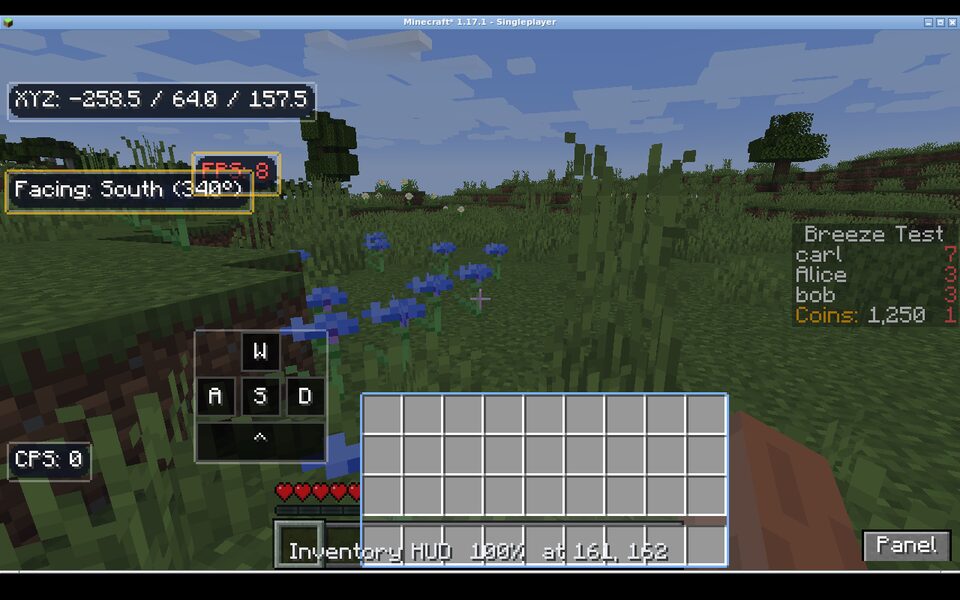 Minecraft* 1.17.1 - Singleplayer
XYZ: -258.5 / 64.0 / 157.5
FPS: 8
Facing: South (340°)
Breeze Test
carl 7
Alice 3
bob 3
Coins: 1,250 1
W
A S D
^
CPS: 0
Inventory HUD 100% at 161, 162
Panel